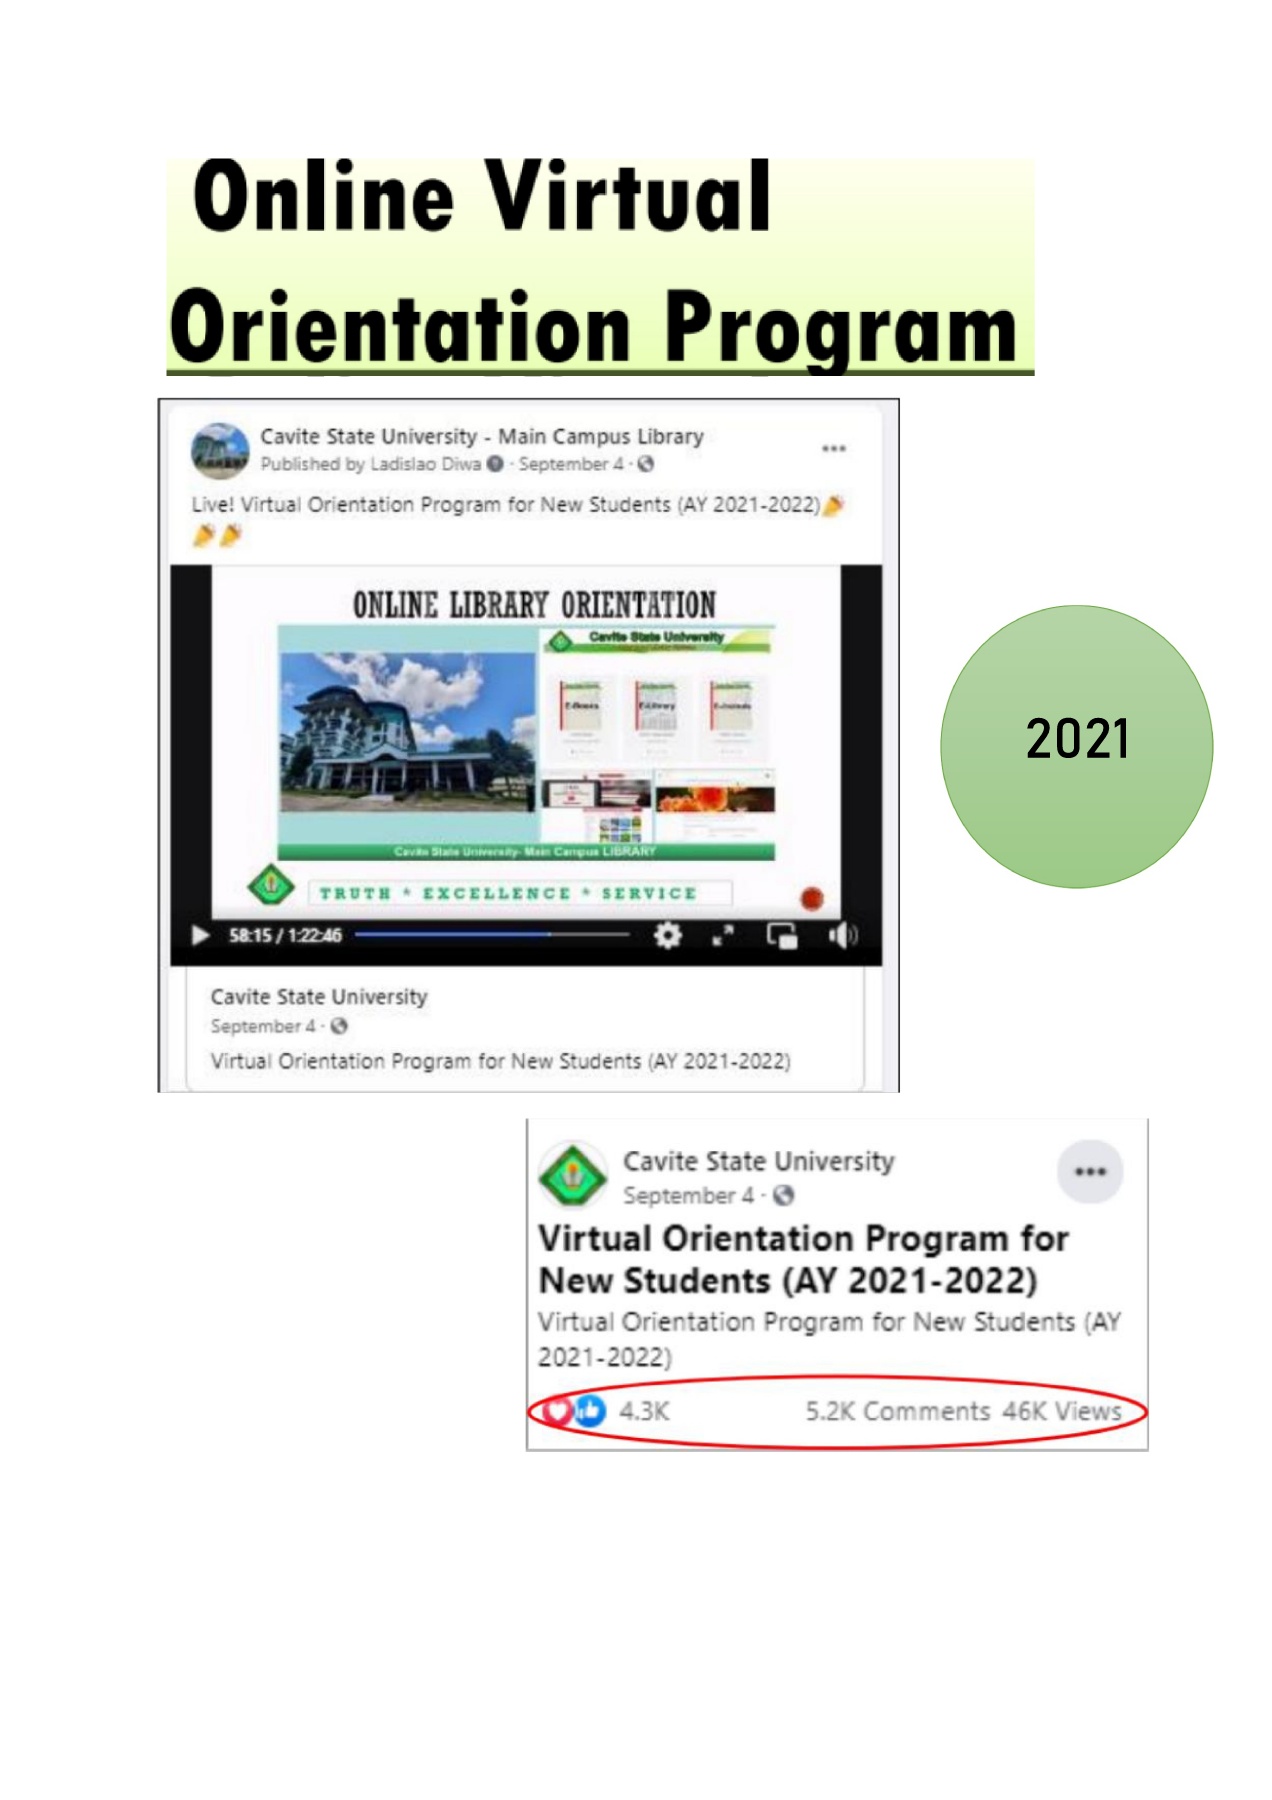 Online Virtual
Orientation Program
Cavite State University - Main Campus Library
Published by Ladislao Diwa · September 4 ·
Live! Virtual Orientation Program for New Students (AY 2021-2022)🎉
🎉🎉
ONLINE LIBRARY ORIENTATION
Cavite State University
E-Books E-Library E-Journals
Cavite State University- Main Campus LIBRARY
TRUTH * EXCELLENCE * SERVICE
58:15 / 1:22:46
2021
Cavite State University
September 4 ·
Virtual Orientation Program for New Students (AY 2021-2022)
Cavite State University
September 4 ·
Virtual Orientation Program for
New Students (AY 2021-2022)
Virtual Orientation Program for New Students (AY
2021-2022)
4.3K 5.2K Comments 46K Views